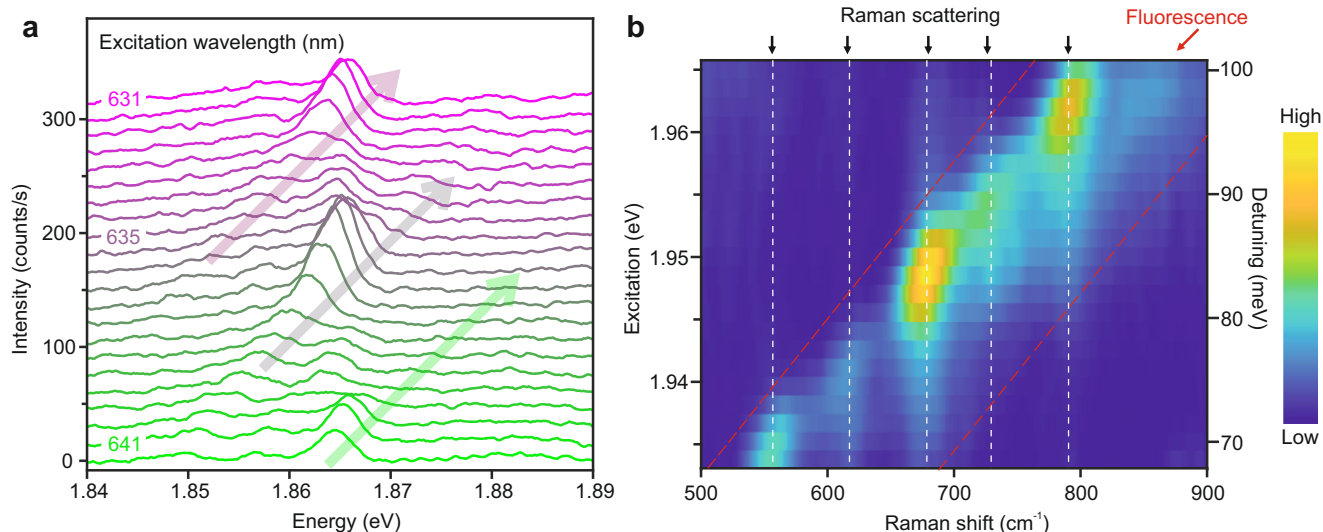 a
Excitation wavelength (nm)
631
635
641
300
200
100
0
Intensity (counts/s)
1.84 1.85 1.86 1.87 1.88 1.89
Energy (eV)
b
Raman scattering
Fluorescence
1.96
1.95
1.94
Excitation (eV)
100
90
80
70
Detuning (meV)
500 600 700 800 900
Raman shift (cm⁻¹)
High
Low